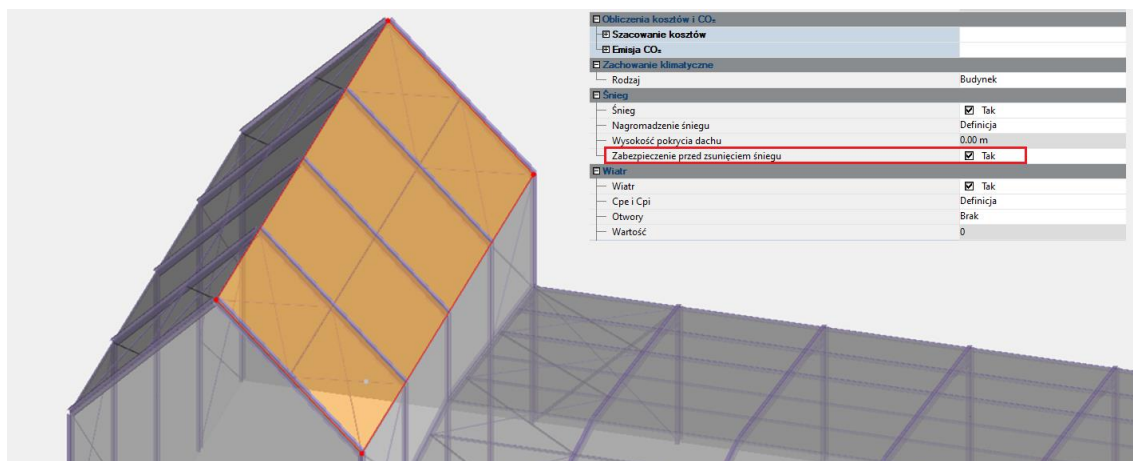 Obliczenia kosztów i CO₂
Szacowanie kosztów
Emisja CO₂
Zachowanie klimatyczne
Rodzaj Budynek
Śnieg
Śnieg Tak
Nagromadzenie śniegu Definicja
Wysokość pokrycia dachu 0.00 m
Zabezpieczenie przed zsunięciem śniegu Tak
Wiatr
Wiatr Tak
Cpe i Cpi Definicja
Otwory Brak
Wartość 0